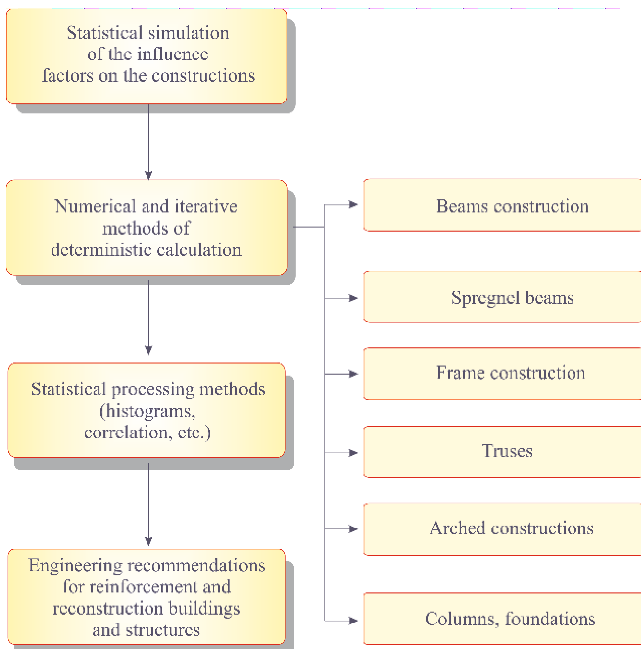 Statistical simulation
of the influence
factors on the constructions
Numerical and iterative
methods of
deterministic calculation
Statistical processing methods
(histograms,
correlation, etc.)
Engineering recommendations
for reinforcement and
reconstruction buildings
and structures
Beams construction
Spregnel beams
Frame construction
Truses
Arched constructions
Columns, foundations